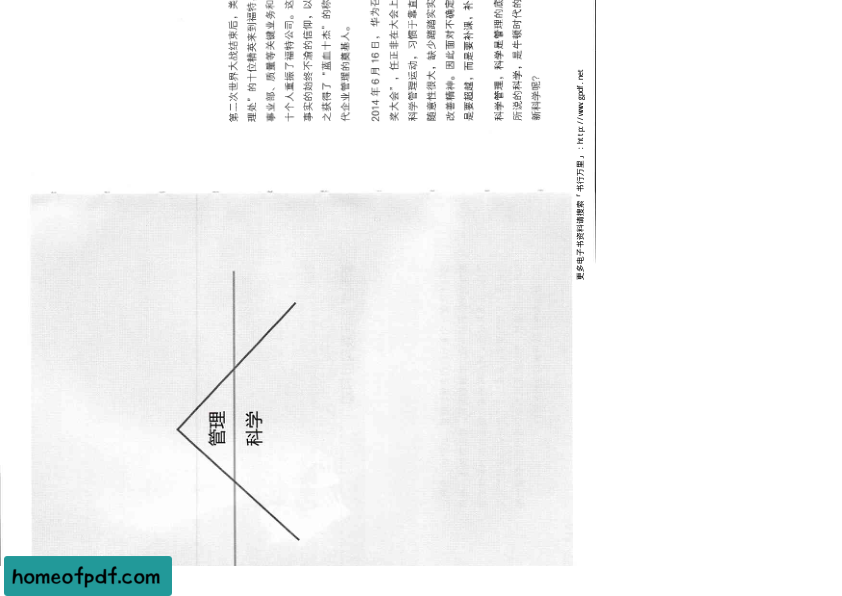 第二次世界大战结束后，美
理处”的十位精英来到福特
事业部、质量等关键业务和
十个人重振了福特公司。这
事实的始终不渝的信仰，以
之获得了“蓝血十杰”的称
代企业管理的奠基人。
2014 年 6 月 16 日，华为召
奖大会”，任正非在大会上
科学管理运动，习惯于靠直
随意性很大，缺少踏踏实实
改善精神。因此面对不确定
是要超越，而是要补课，补
科学管理，科学是管理的底
所说的科学，是牛顿时代的
新科学呢？
管理
科学
更多电子书资料请搜索「书行万里」：http://www.gpdf.net
homeofpdf.com